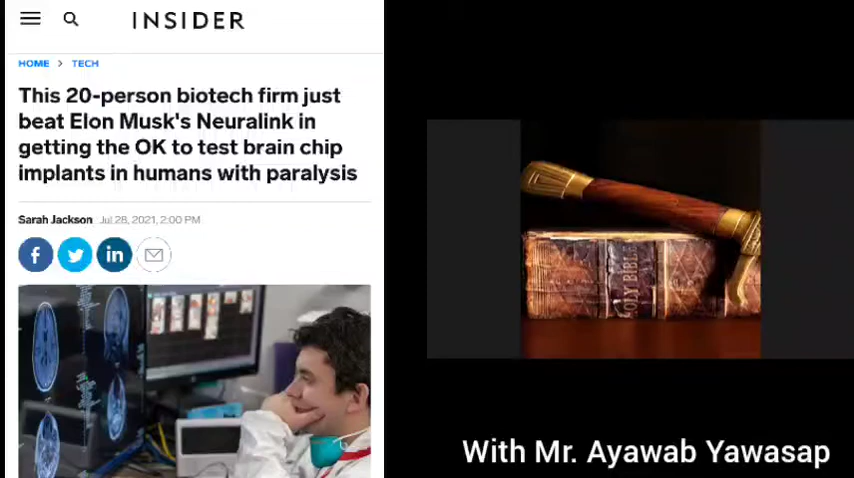 INSIDER
HOME > TECH
This 20-person biotech firm just
beat Elon Musk's Neuralink in
getting the OK to test brain chip
implants in humans with paralysis
Sarah Jackson Jul 28, 2021, 2:00 PM
HOLY BIBLE
With Mr. Ayawab Yawasap